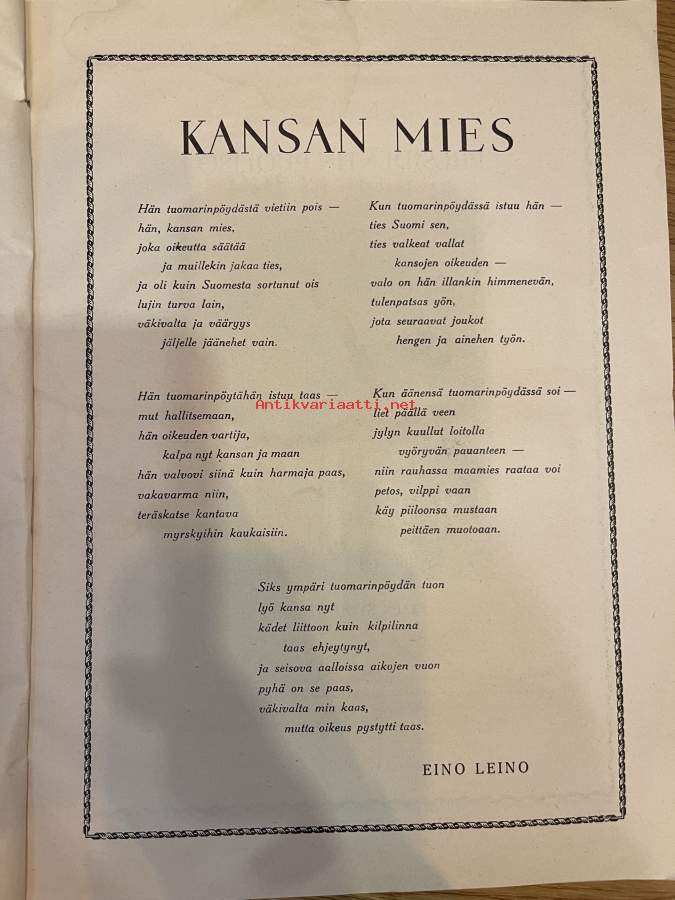 KANSAN MIES
Hän tuomarinpöydästä vietiin pois —
hän, kansan mies,
joka oikeutta säätää
ja muillekin jakaa ties,
ja oli kuin Suomesta sortunut ois
lujin turva lain,
väkivalta ja vääryys
jäljelle jäänehet vain.
Hän tuomarinpöytähän istuu taas —
mut hallitsemaan,
hän oikeuden vartija,
kalpa nyt kansan ja maan
hän valvovi siinä kuin harmaja paas,
vakavarma niin,
teräskatse kantava
myrskyihin kaukaisiin.
Kun tuomarinpöydässä istuu hän —
ties Suomi sen,
ties valkeat vallat
kansojen oikeuden —
valo on hän illankin himmenevän,
tulenpatsas yön,
jota seuraavat joukot
hengen ja ainehen työn.
Kun äänensä tuomarinpöydässä soi —
liet päällä veen
jylyn kuullut loitolla
vyöryvän pauanteen —
niin rauhassa maamies raataa voi
petos, vilppi vaan
käy piiloonsa mustaan
peittäen muotoaan.
Siks ympäri tuomarinpöydän tuon
lyö kansa nyt
kädet liittoon kuin kilpilinna
taas ehjeytynyt,
ja seisova aalloissa aikojen vuon
pyhä on se paas,
väkivalta min kaas,
mutta oikeus pystytti taas.
EINO LEINO
Antikvariaatti.net